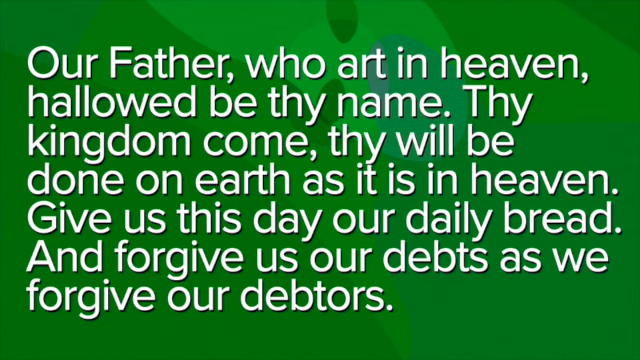 Our Father, who art in heaven,
hallowed be thy name. Thy
kingdom come, thy will be
done on earth as it is in heaven.
Give us this day our daily bread.
And forgive us our debts as we
forgive our debtors.